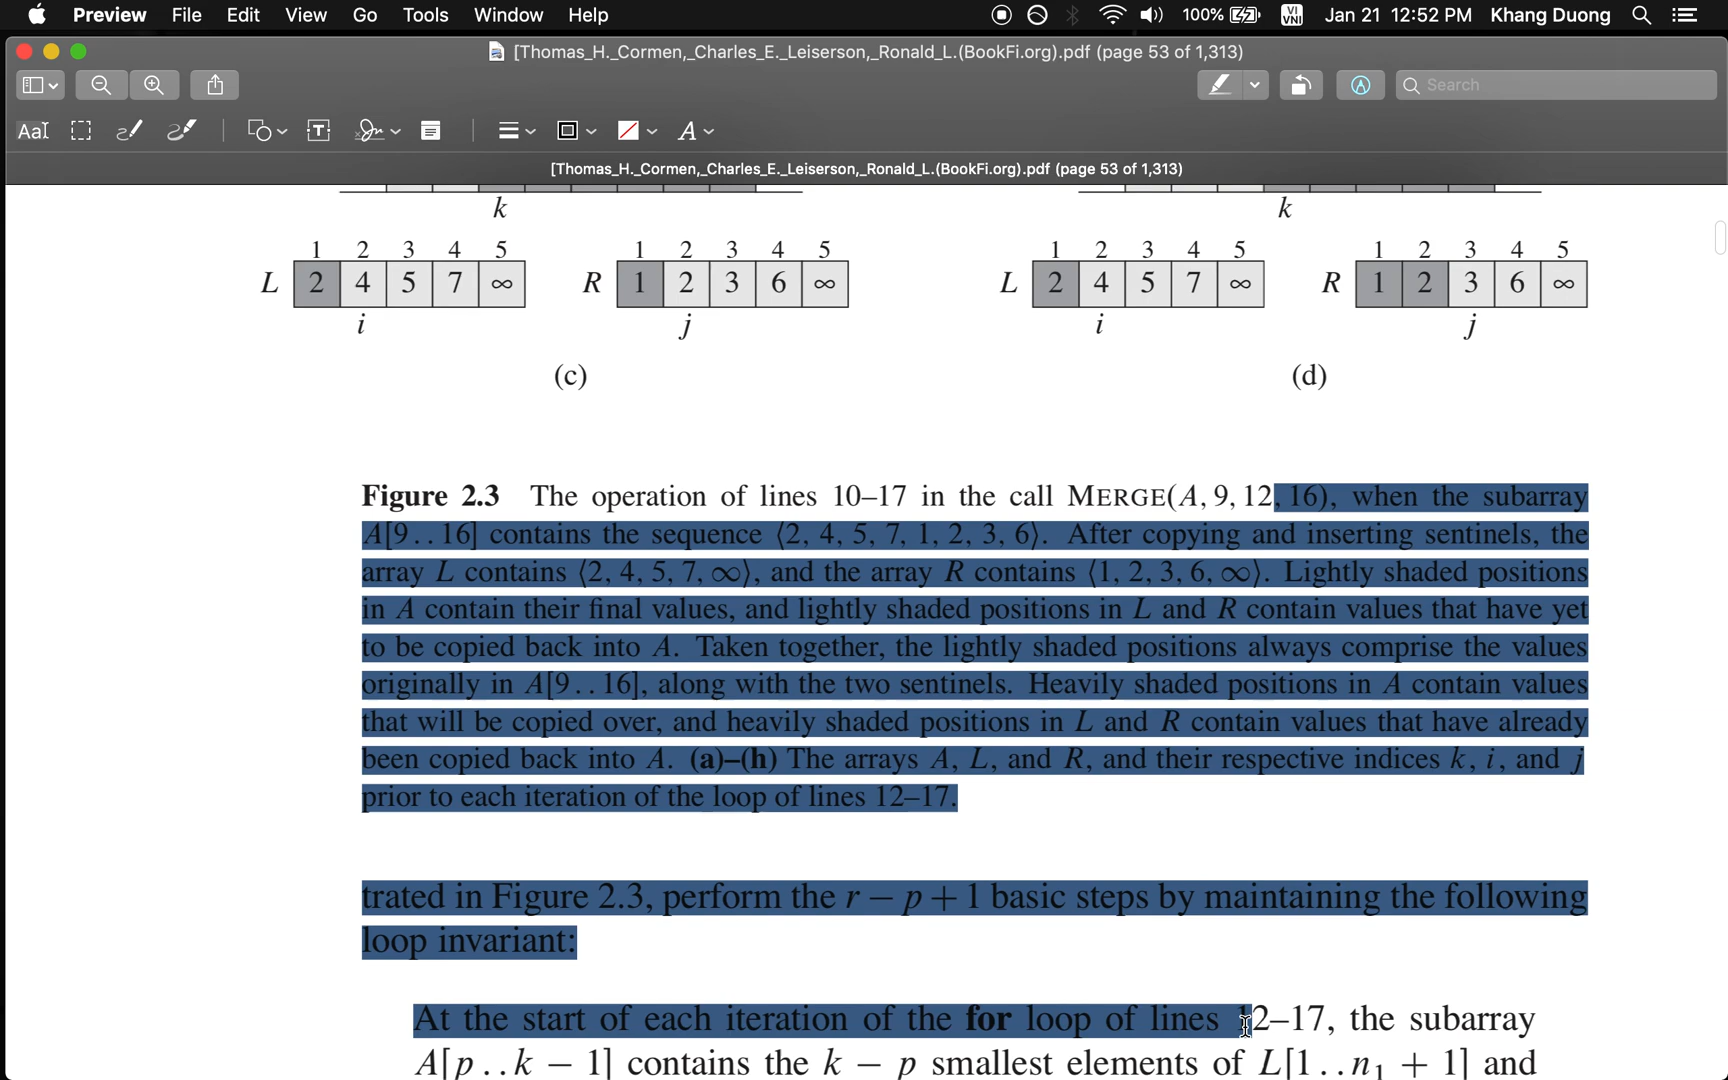 Preview File Edit View Go Tools Window Help 100% VI VNI Jan 21 12:52 PM Khang Duong
[Thomas_H._Cormen,_Charles_E._Leiserson,_Ronald_L.(BookFi.org).pdf (page 53 of 1,313)
Search
AaI T A
[Thomas_H._Cormen,_Charles_E._Leiserson,_Ronald_L.(BookFi.org).pdf (page 53 of 1,313)
k k
1 2 3 4 5 1 2 3 4 5 1 2 3 4 5 1 2 3 4 5
L 2 4 5 7 ∞ R 1 2 3 6 ∞ L 2 4 5 7 ∞ R 1 2 3 6 ∞
i j i j
(c) (d)
Figure 2.3 The operation of lines 10–17 in the call MERGE(A, 9, 12, 16), when the subarray
A[9 . . 16] contains the sequence ⟨2, 4, 5, 7, 1, 2, 3, 6⟩. After copying and inserting sentinels, the
array L contains ⟨2, 4, 5, 7, ∞⟩, and the array R contains ⟨1, 2, 3, 6, ∞⟩. Lightly shaded positions
in A contain their final values, and lightly shaded positions in L and R contain values that have yet
to be copied back into A. Taken together, the lightly shaded positions always comprise the values
originally in A[9 . . 16], along with the two sentinels. Heavily shaded positions in A contain values
that will be copied over, and heavily shaded positions in L and R contain values that have already
been copied back into A. (a)–(h) The arrays A, L, and R, and their respective indices k, i, and j
prior to each iteration of the loop of lines 12–17.
trated in Figure 2.3, perform the r − p + 1 basic steps by maintaining the following
loop invariant:
At the start of each iteration of the for loop of lines 12–17, the subarray
A[p . . k − 1] contains the k − p smallest elements of L[1 . . n₁ + 1] and